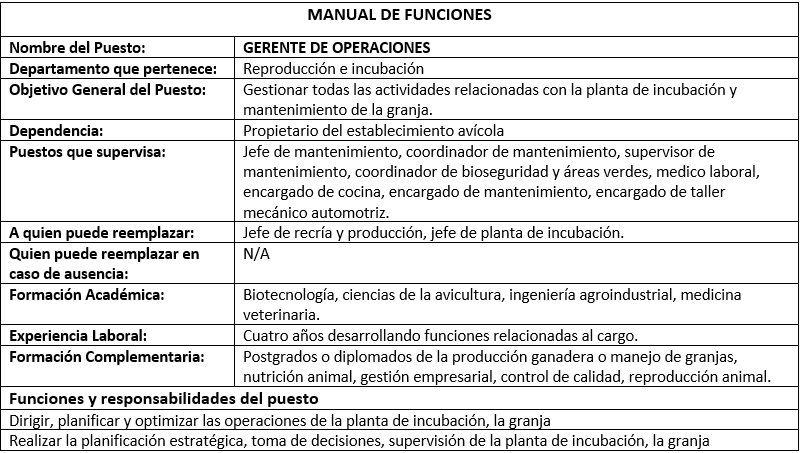 MANUAL DE FUNCIONES
Nombre del Puesto: GERENTE DE OPERACIONES
Departamento que pertenece: Reproducción e incubación
Objetivo General del Puesto: Gestionar todas las actividades relacionadas con la planta de incubación y
mantenimiento de la granja.
Dependencia: Propietario del establecimiento avícola
Puestos que supervisa: Jefe de mantenimiento, coordinador de mantenimiento, supervisor de
mantenimiento, coordinador de bioseguridad y áreas verdes, medico laboral,
encargado de cocina, encargado de mantenimiento, encargado de taller
mecánico automotriz.
A quien puede reemplazar: Jefe de recría y producción, jefe de planta de incubación.
Quien puede reemplazar en N/A
caso de ausencia:
Formación Académica: Biotecnología, ciencias de la avicultura, ingeniería agroindustrial, medicina
veterinaria.
Experiencia Laboral: Cuatro años desarrollando funciones relacionadas al cargo.
Formación Complementaria: Postgrados o diplomados de la producción ganadera o manejo de granjas,
nutrición animal, gestión empresarial, control de calidad, reproducción animal.
Funciones y responsabilidades del puesto
Dirigir, planificar y optimizar las operaciones de la planta de incubación, la granja
Realizar la planificación estratégica, toma de decisiones, supervisión de la planta de incubación, la granja